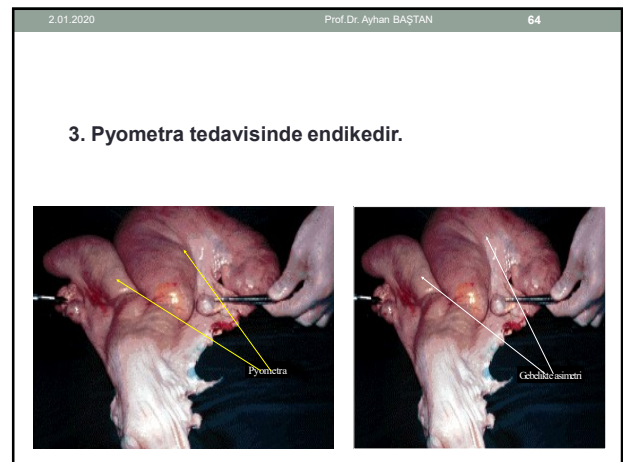 2.01.2020 Prof.Dr. Ayhan BAŞTAN 64
3. Pyometra tedavisinde endikedir.
Pyometra
Gebelikte asimetri